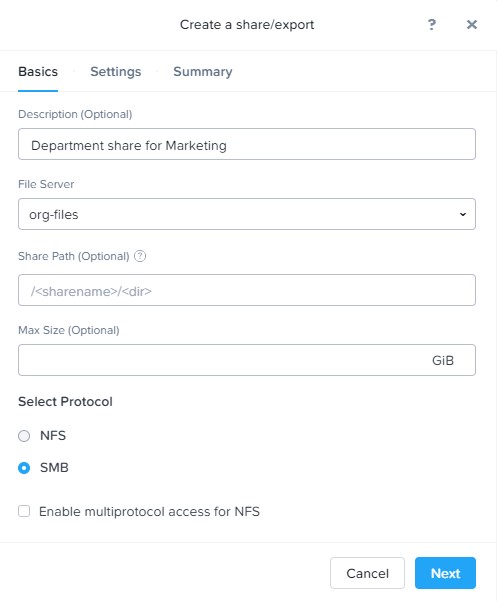 Create a share/export
?
Basics
Settings
Summary
Description (Optional)
Department share for Marketing
File Server
org-files
Share Path (Optional) ?
/<sharename>/<dir>
Max Size (Optional)
GiB
Select Protocol
NFS
SMB
Enable multiprotocol access for NFS
Cancel
Next